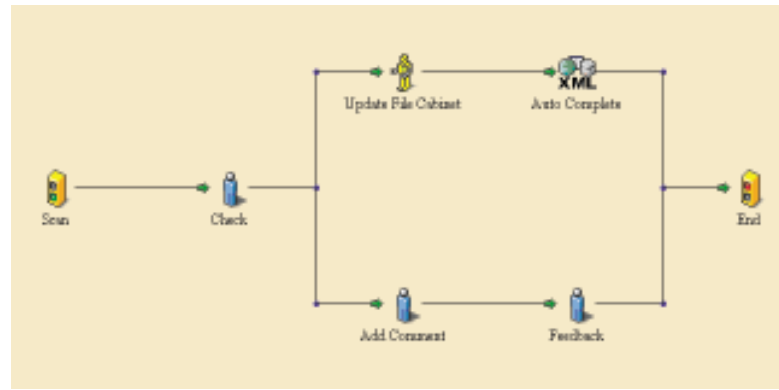 XML
Update File Cabinet
Auto Complete
Scan
Check
End
Add Comment
Feedback